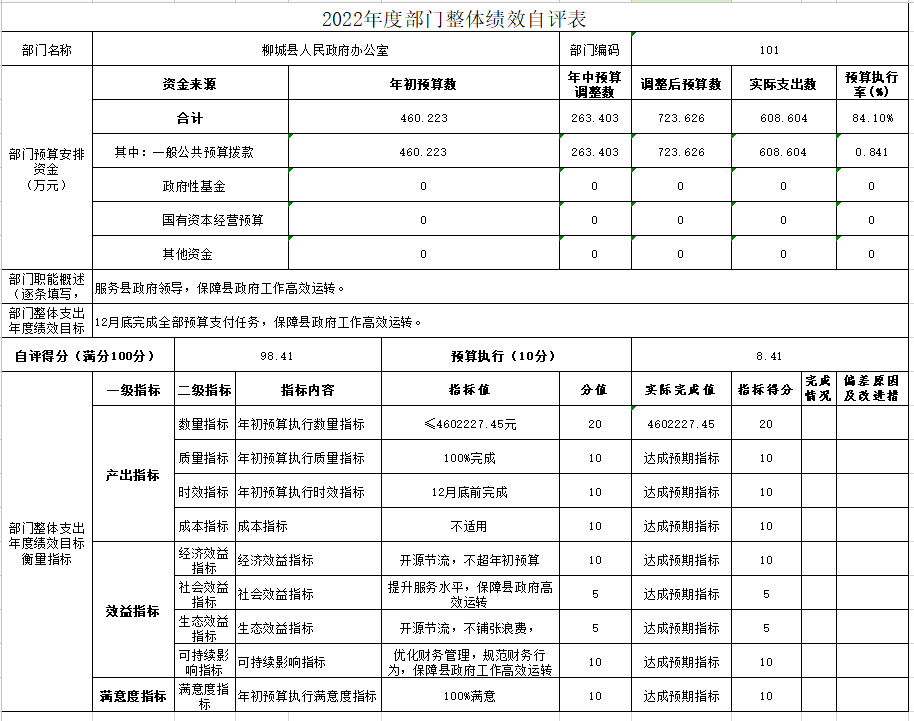 2022年度部门整体绩效自评表
部门名称 柳城县人民政府办公室 部门编码 101
部门预算安排资金（万元） 资金来源 年初预算数 年中预算调整数 调整后预算数 实际支出数 预算执行率(%)
合计 460.223 263.403 723.626 608.604 84.10%
其中：一般公共预算拨款 460.223 263.403 723.626 608.604 0.841
政府性基金 0 0 0 0 0
国有资本经营预算 0 0 0 0 0
其他资金 0 0 0 0 0
部门职能概述（逐条填写， 服务县政府领导，保障县政府工作高效运转。
部门整体支出年度绩效目标 12月底完成全部预算支付任务，保障县政府工作高效运转。
自评得分（满分100分） 98.41 预算执行（10分） 8.41
部门整体支出年度绩效目标衡量指标 一级指标 二级指标 指标内容 指标值 分值 实际完成值 指标得分 完成情况 偏差原因及改进措
产出指标 数量指标 年初预算执行数量指标 ≤4602227.45元 20 4602227.45 20
质量指标 年初预算执行质量指标 100%完成 10 达成预期指标 10
时效指标 年初预算执行时效指标 12月底前完成 10 达成预期指标 10
成本指标 成本指标 不适用 10 达成预期指标 10
效益指标 经济效益指标 经济效益指标 开源节流，不超年初预算 10 达成预期指标 10
社会效益指标 社会效益指标 提升服务水平，保障县政府高效运转 5 达成预期指标 5
生态效益指标 生态效益指标 开源节流，不铺张浪费， 5 达成预期指标 5
可持续影响指标 可持续影响指标 优化财务管理，规范财务行为，保障县政府工作高效运转 10 达成预期指标 10
满意度指标 满意度指标 年初预算执行满意度指标 100%满意 10 达成预期指标 10